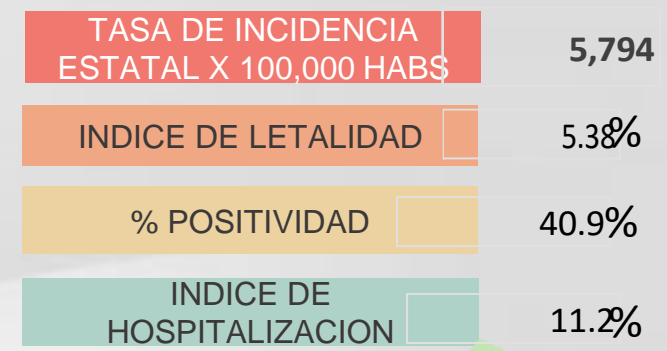 TASA DE INCIDENCIA
ESTATAL X 100,000 HABS
5,794
INDICE DE LETALIDAD
5.38%
% POSITIVIDAD
40.9%
INDICE DE
HOSPITALIZACION
11.2%